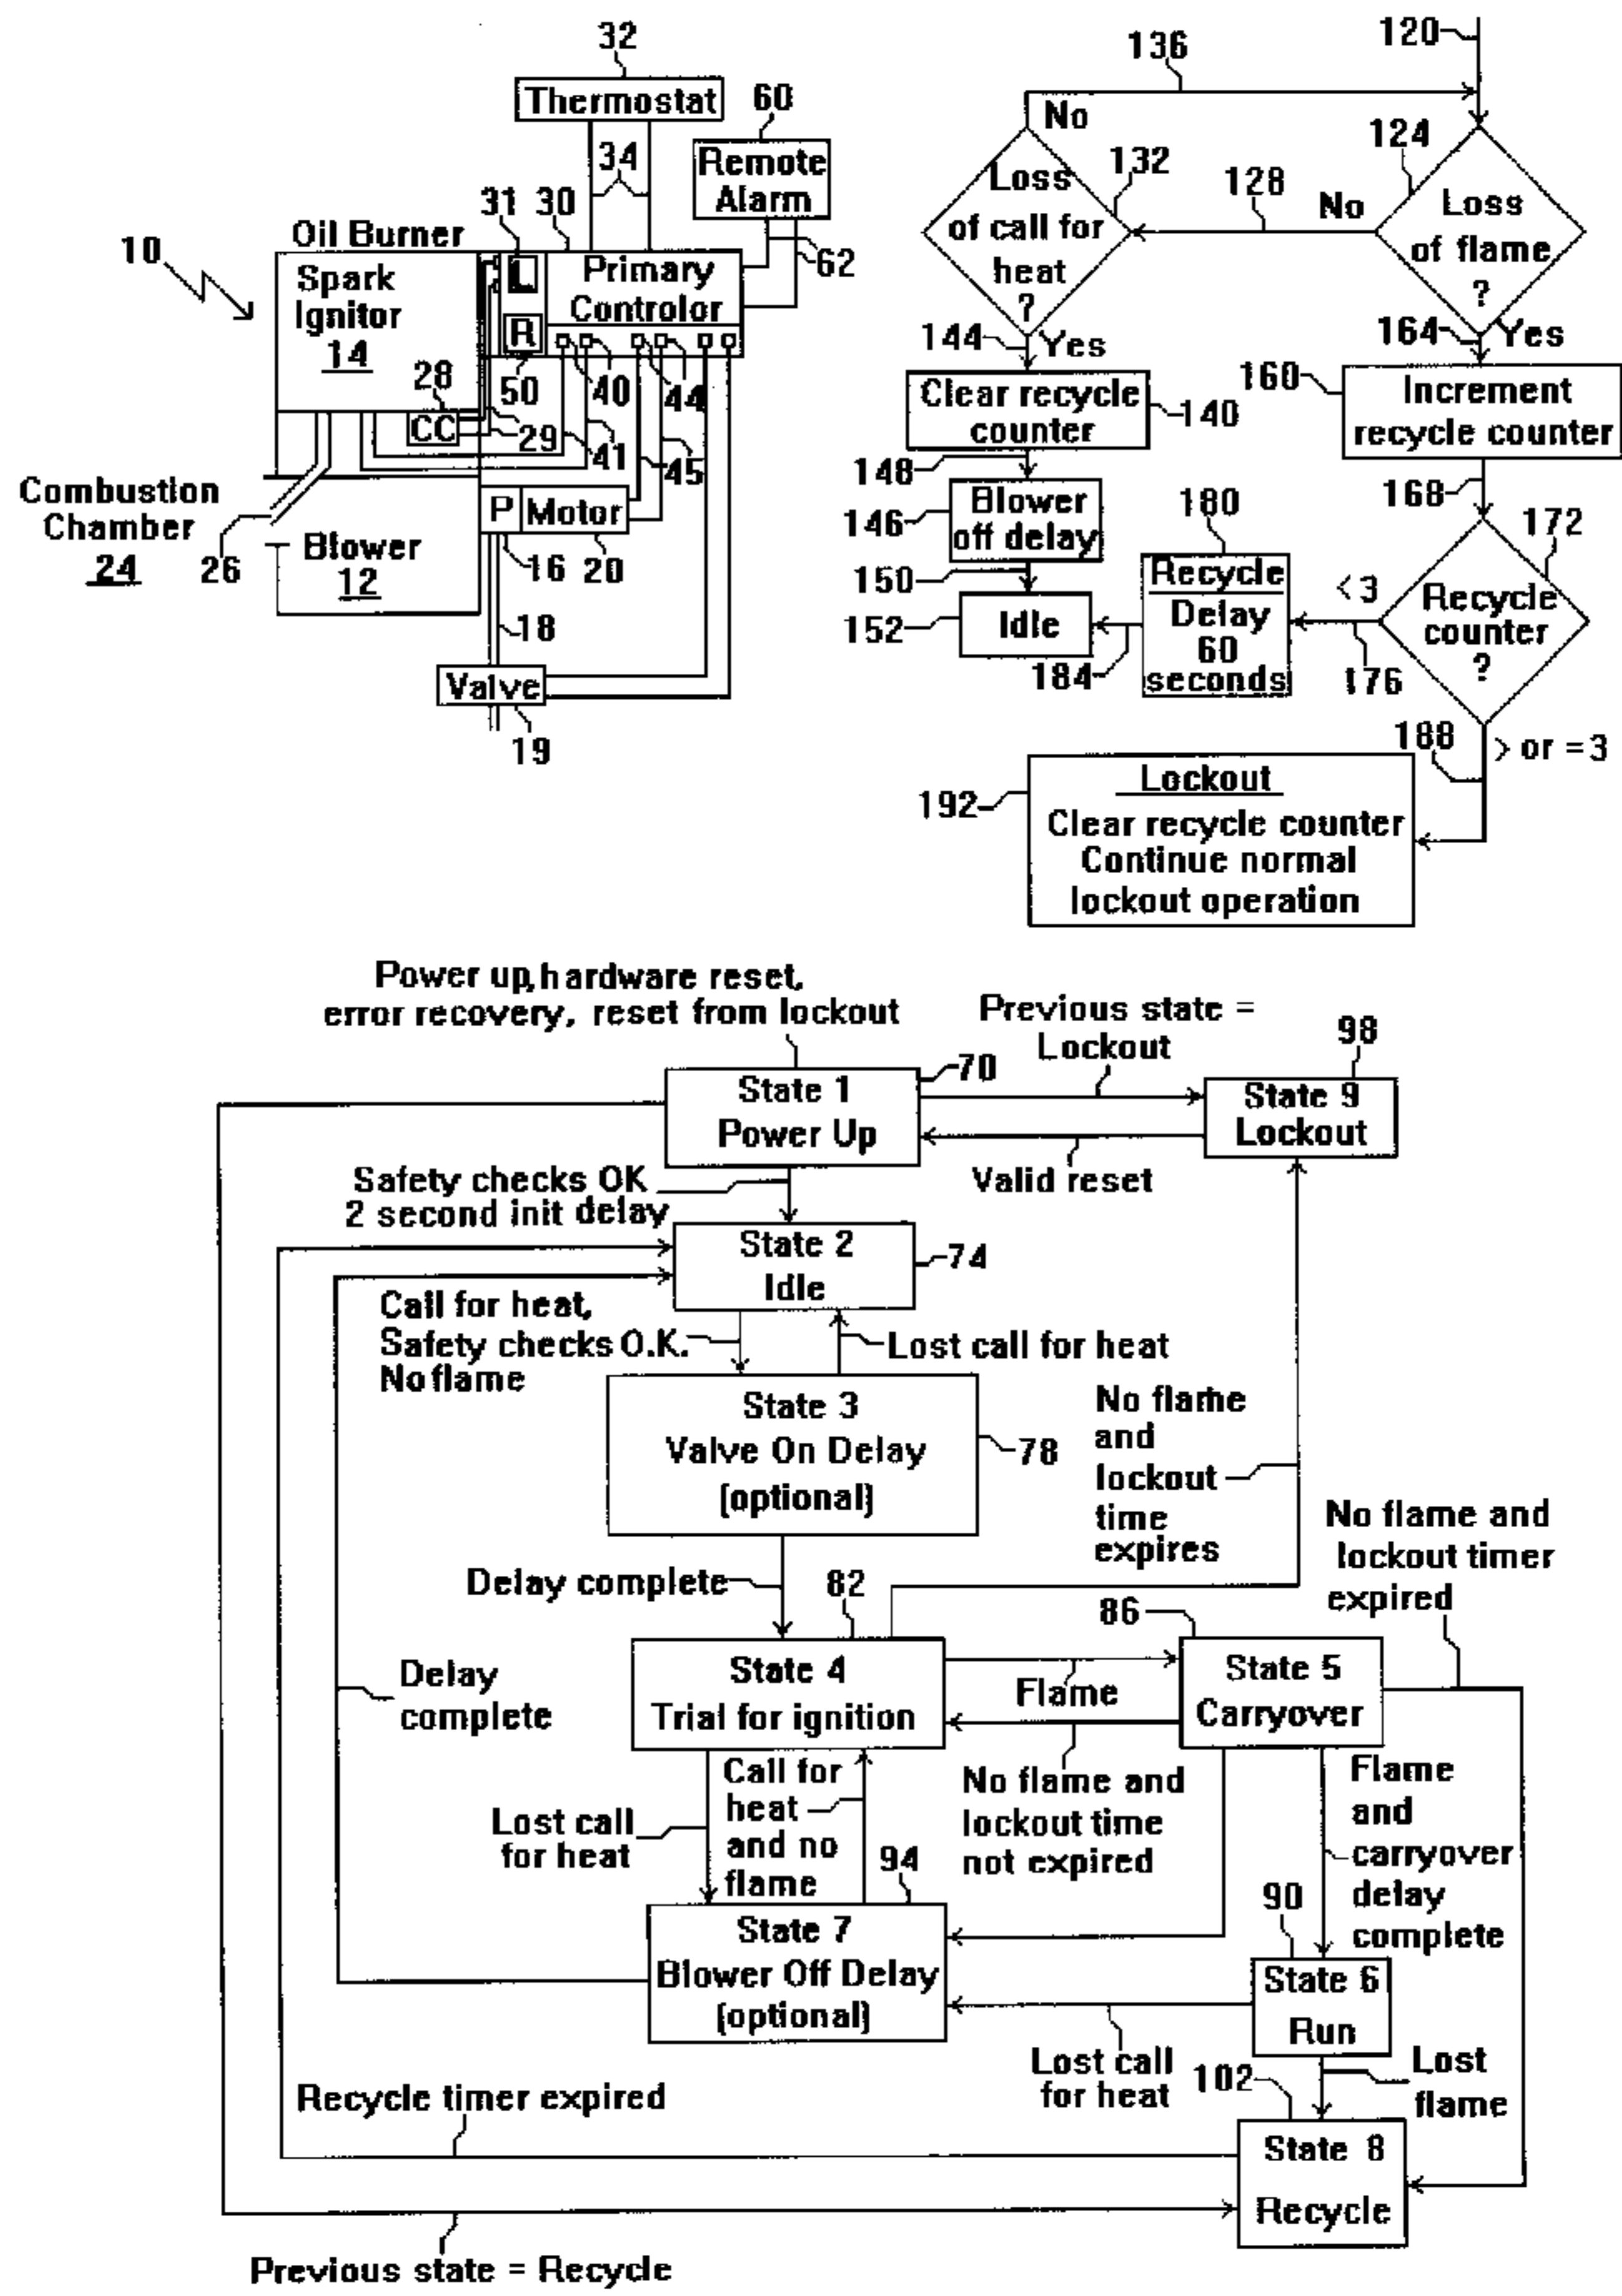 32
Thermostat
60
Remote
Alarm
34
31
30
62
10
Oil Burner
Spark
Ignitor
14
L
R
Primary
Controlor
28
50
40
44
CC
29
41
45
Combustion
Chamber
24
26
Blower
12
P
Motor
16
20
18
Valve
19
136
120
No
124
132
128
No
Loss
of call for
heat
?
Loss
of flame
?
144
Yes
164
Yes
Clear recycle
counter
140
160
Increment
recycle counter
148
168
Blower
off delay
146
180
172
150
Recycle
Delay
60
seconds
<3
Recycle
counter
?
152
Idle
184
176
188
> or =3
192
Lockout
Clear recycle counter
Continue normal
lockout operation
Power up, hardware reset,
error recovery, reset from lockout
Previous state =
Lockout
98
70
State 1
Power Up
State 9
Lockout
Safety checks OK
2 second init delay
Valid reset
State 2
Idle
74
Call for heat,
Safety checks O.K.
No flame
Lost call for heat
State 3
Valve On Delay
(optional)
78
No flame
and
lockout
time
expires
No flame and
lockout timer
expired
Delay complete
82
86
Delay
complete
State 4
Trial for ignition
Flame
State 5
Carryover
Call for
heat
and no
flame
Lost call
for heat
No flame and
lockout time
not expired
Flame
and
carryover
delay
complete
94
90
State 7
Blower Off Delay
(optional)
State 6
Run
Lost call
for heat
102
Lost
flame
Recycle timer expired
State 8
Recycle
Previous state = Recycle